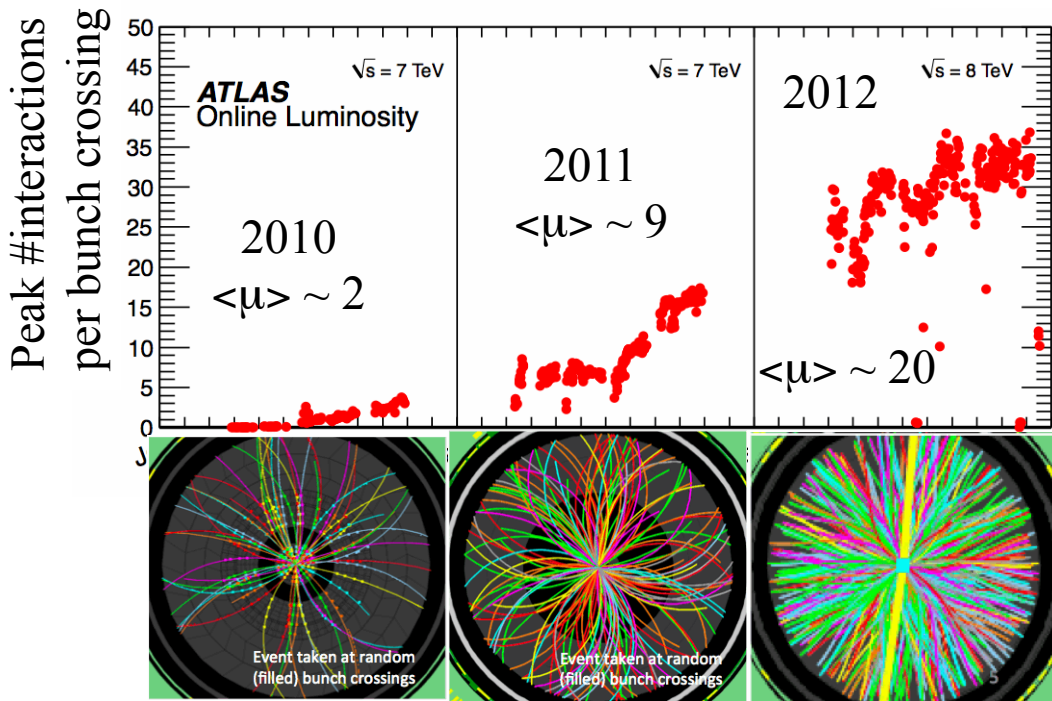 Peak #interactions
per bunch crossing
50
45
40
35
30
25
20
15
10
5
0
J
ATLAS
Online Luminosity
√s = 7 TeV
2010
<μ> ~ 2
√s = 7 TeV
2011
<μ> ~ 9
√s = 8 TeV
2012
<μ> ~ 20
Event taken at random
(filled) bunch crossings
Event taken at random
(filled) bunch crossings
5